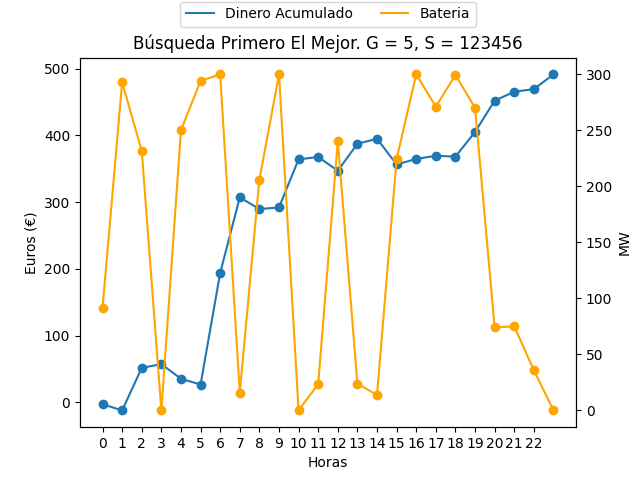 Dinero Acumulado Bateria
Búsqueda Primero El Mejor. G = 5, S = 123456
500
400
300
200
100
0
Euros (€)
300
250
200
150
100
50
0
MW
0 1 2 3 4 5 6 7 8 9 10 11 12 13 14 15 16 17 18 19 20 21 22
Horas